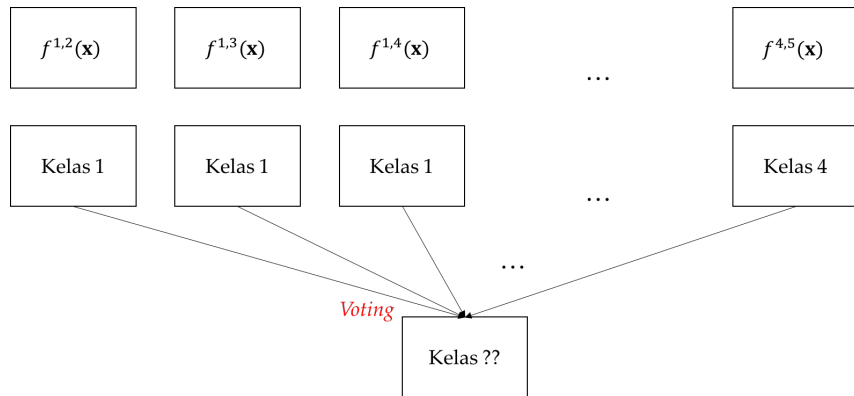 f^{1,2}(x) f^{1,3}(x) f^{1,4}(x) ... f^{4,5}(x)
Kelas 1 Kelas 1 Kelas 1 ... Kelas 4
...
Voting
Kelas ??